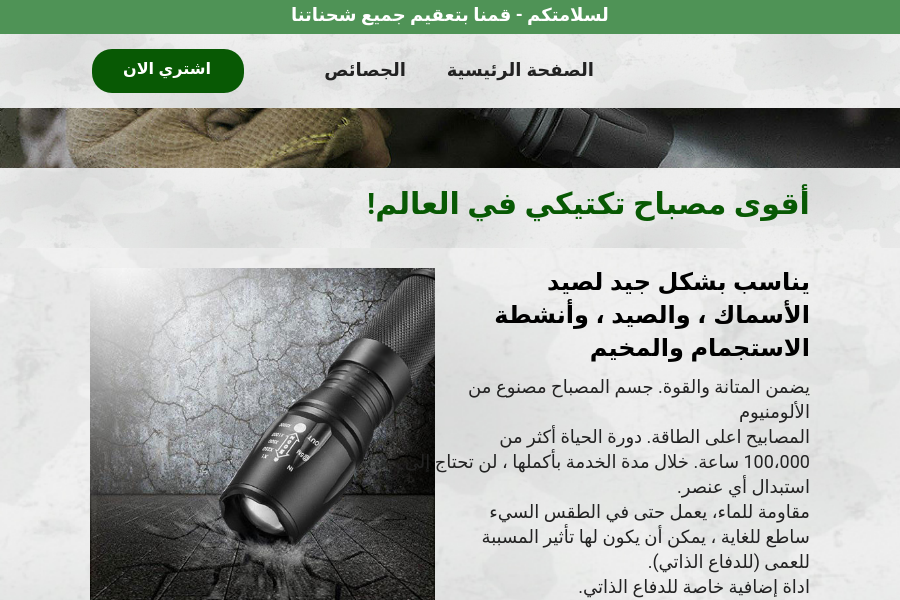 لسلامتكم - قمنا بتعقيم جميع شحناتنا
الصفحة الرئيسية
الجصائص
اشتري الان
أقوى مصباح تكتيكي في العالم!
يناسب بشكل جيد لصيد
الأسماك ، والصيد ، وأنشطة
الاستجمام والمخيم
يضمن المتانة والقوة. جسم المصباح مصنوع من
الألومنيوم
المصابيح اعلى الطاقة. دورة الحياة أكثر من
100،000 ساعة. خلال مدة الخدمة بأكملها ، لن تحتاج إلى
استبدال أي عنصر.
مقاومة للماء، يعمل حتى في الطقس السيء
ساطع للغاية ، يمكن أن يكون لها تأثير المسببة
للعمى (للدفاع الذاتي).
اداة إضافية خاصة للدفاع الذاتي.
OUT
ZOOM
IN